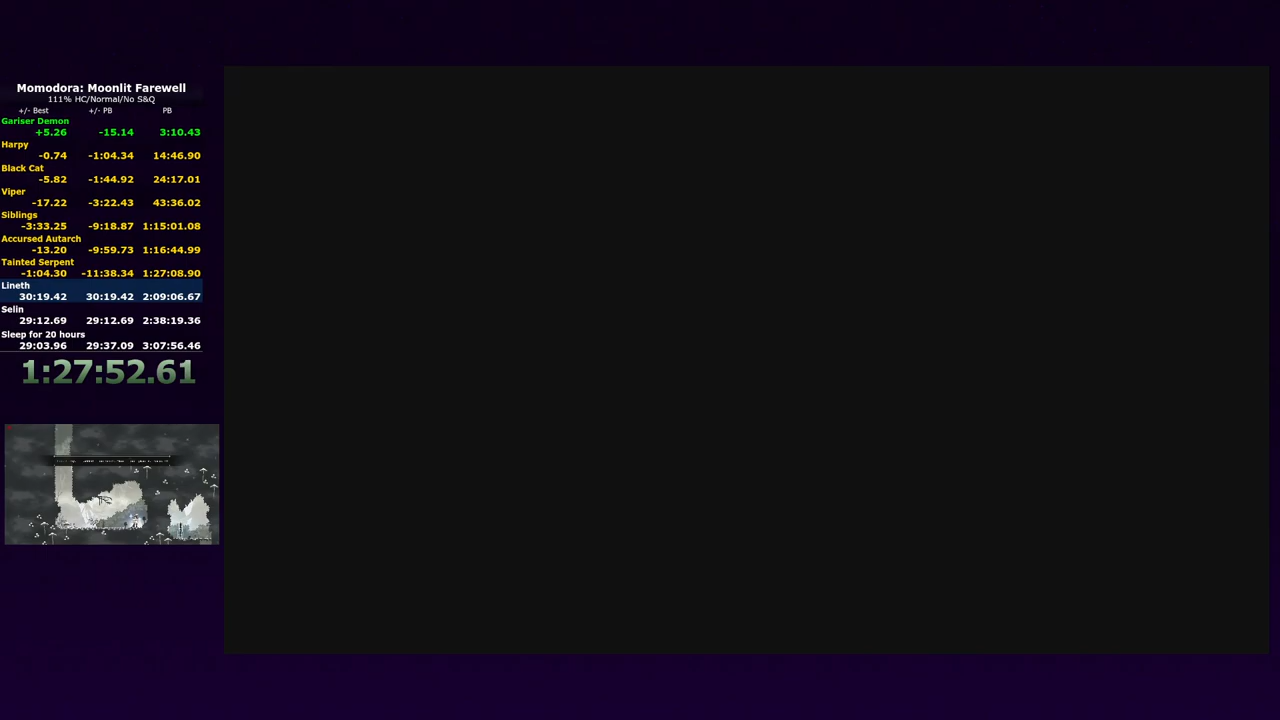 Momodora: Moonlit Farewell
111% HC/Normal/No S&Q
+/- Best +/- PB PB
Gariser Demon
+5.26 -15.14 3:10.43
Harpy
-0.74 -1:04.34 14:46.90
Black Cat
-5.82 -1:44.92 24:17.01
Viper
-17.22 -3:22.43 43:36.02
Siblings
-3:33.25 -9:18.87 1:15:01.08
Accursed Autarch
-13.20 -9:59.73 1:16:44.99
Tainted Serpent
-1:04.30 -11:38.34 1:27:08.90
Lineth
30:19.42 30:19.42 2:09:06.67
Selin
29:12.69 29:12.69 2:38:19.36
Sleep for 20 hours
29:03.96 29:37.09 3:07:56.46
1:27:52.61